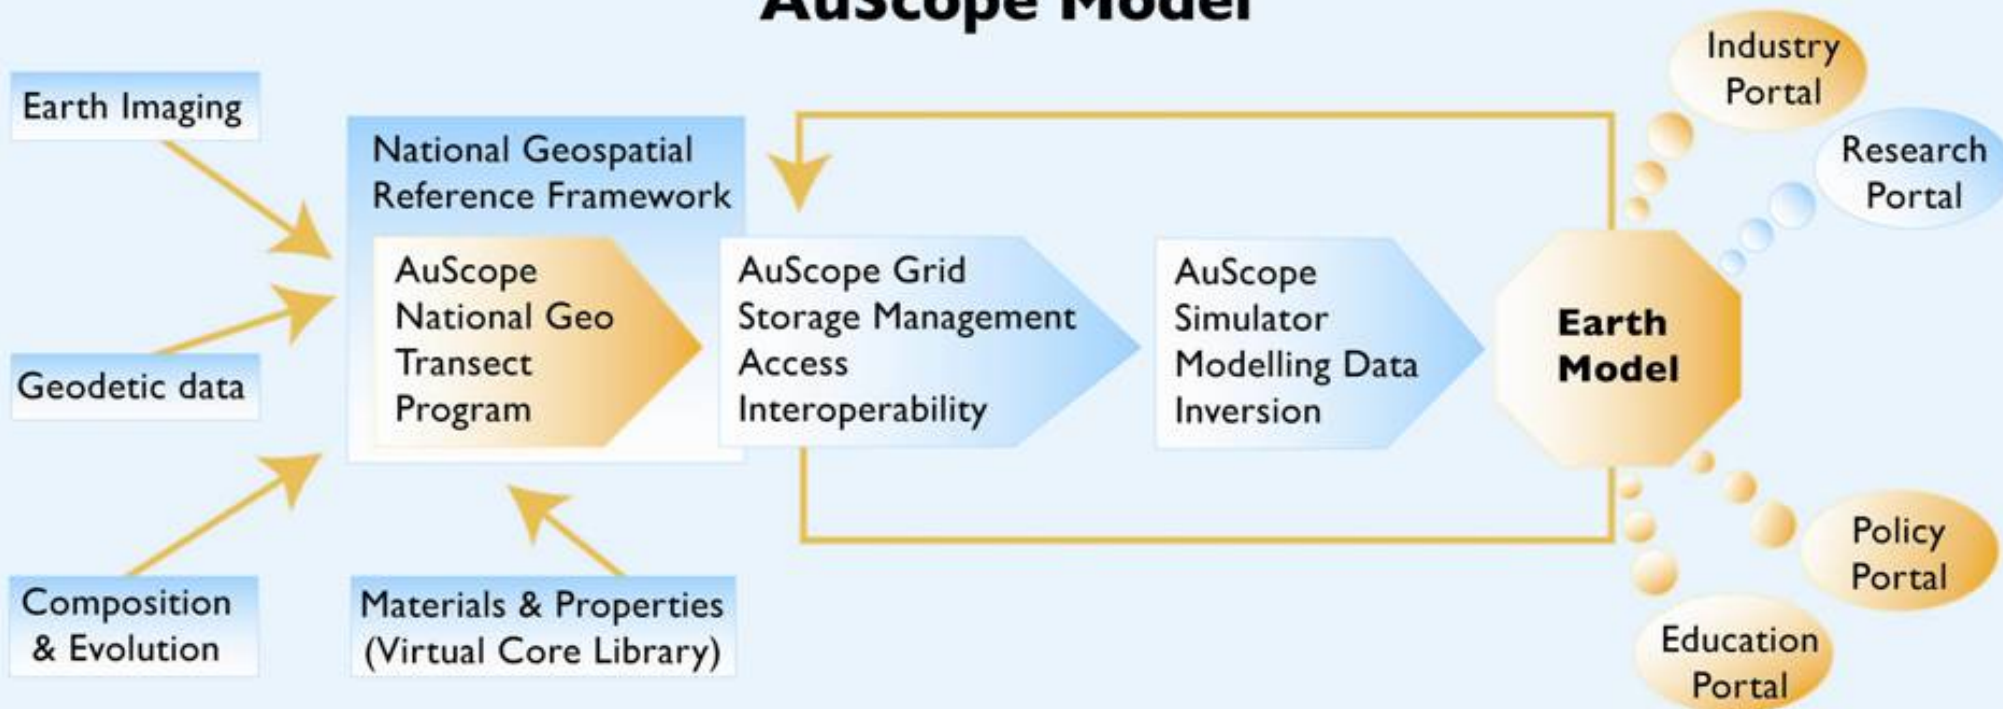 AuScope Model
Industry
Portal
Earth Imaging
National Geospatial
Reference Framework
Research
Portal
AuScope
National Geo
Transect
Program
AuScope Grid
Storage Management
Access
Interoperability
AuScope
Simulator
Modelling Data
Inversion
Earth
Model
Geodetic data
Policy
Portal
Composition
& Evolution
Materials & Properties
(Virtual Core Library)
Education
Portal